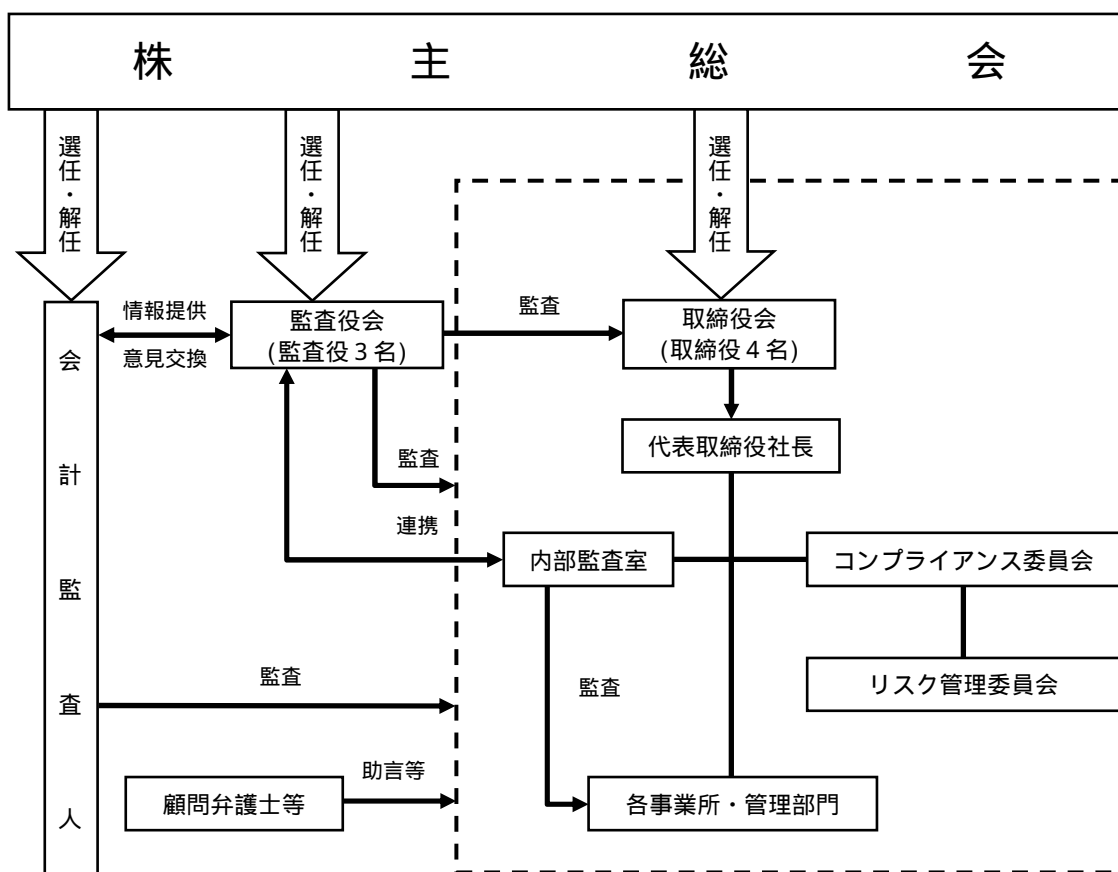 株主総会
選任・解任
選任・解任
選任・解任
情報提供
意見交換
監査役会
(監査役3名)
監査
取締役会
(取締役4名)
代表取締役社長
監査
連携
内部監査室
コンプライアンス委員会
リスク管理委員会
監査
監査
助言等
顧問弁護士等
各事業所・管理部門
会計監査人